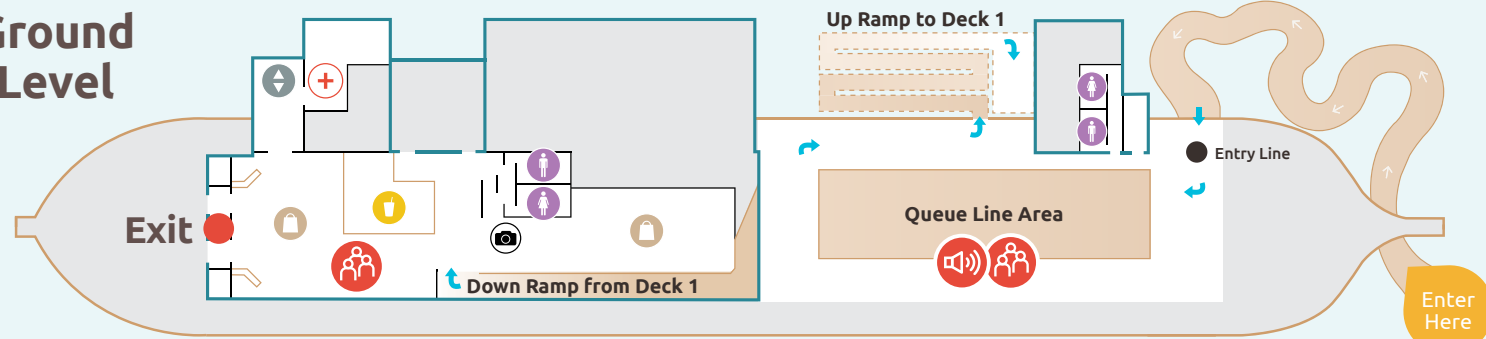 Ground
Level
Up Ramp to Deck 1
Entry Line
Exit
Queue Line Area
Down Ramp from Deck 1
Enter
Here